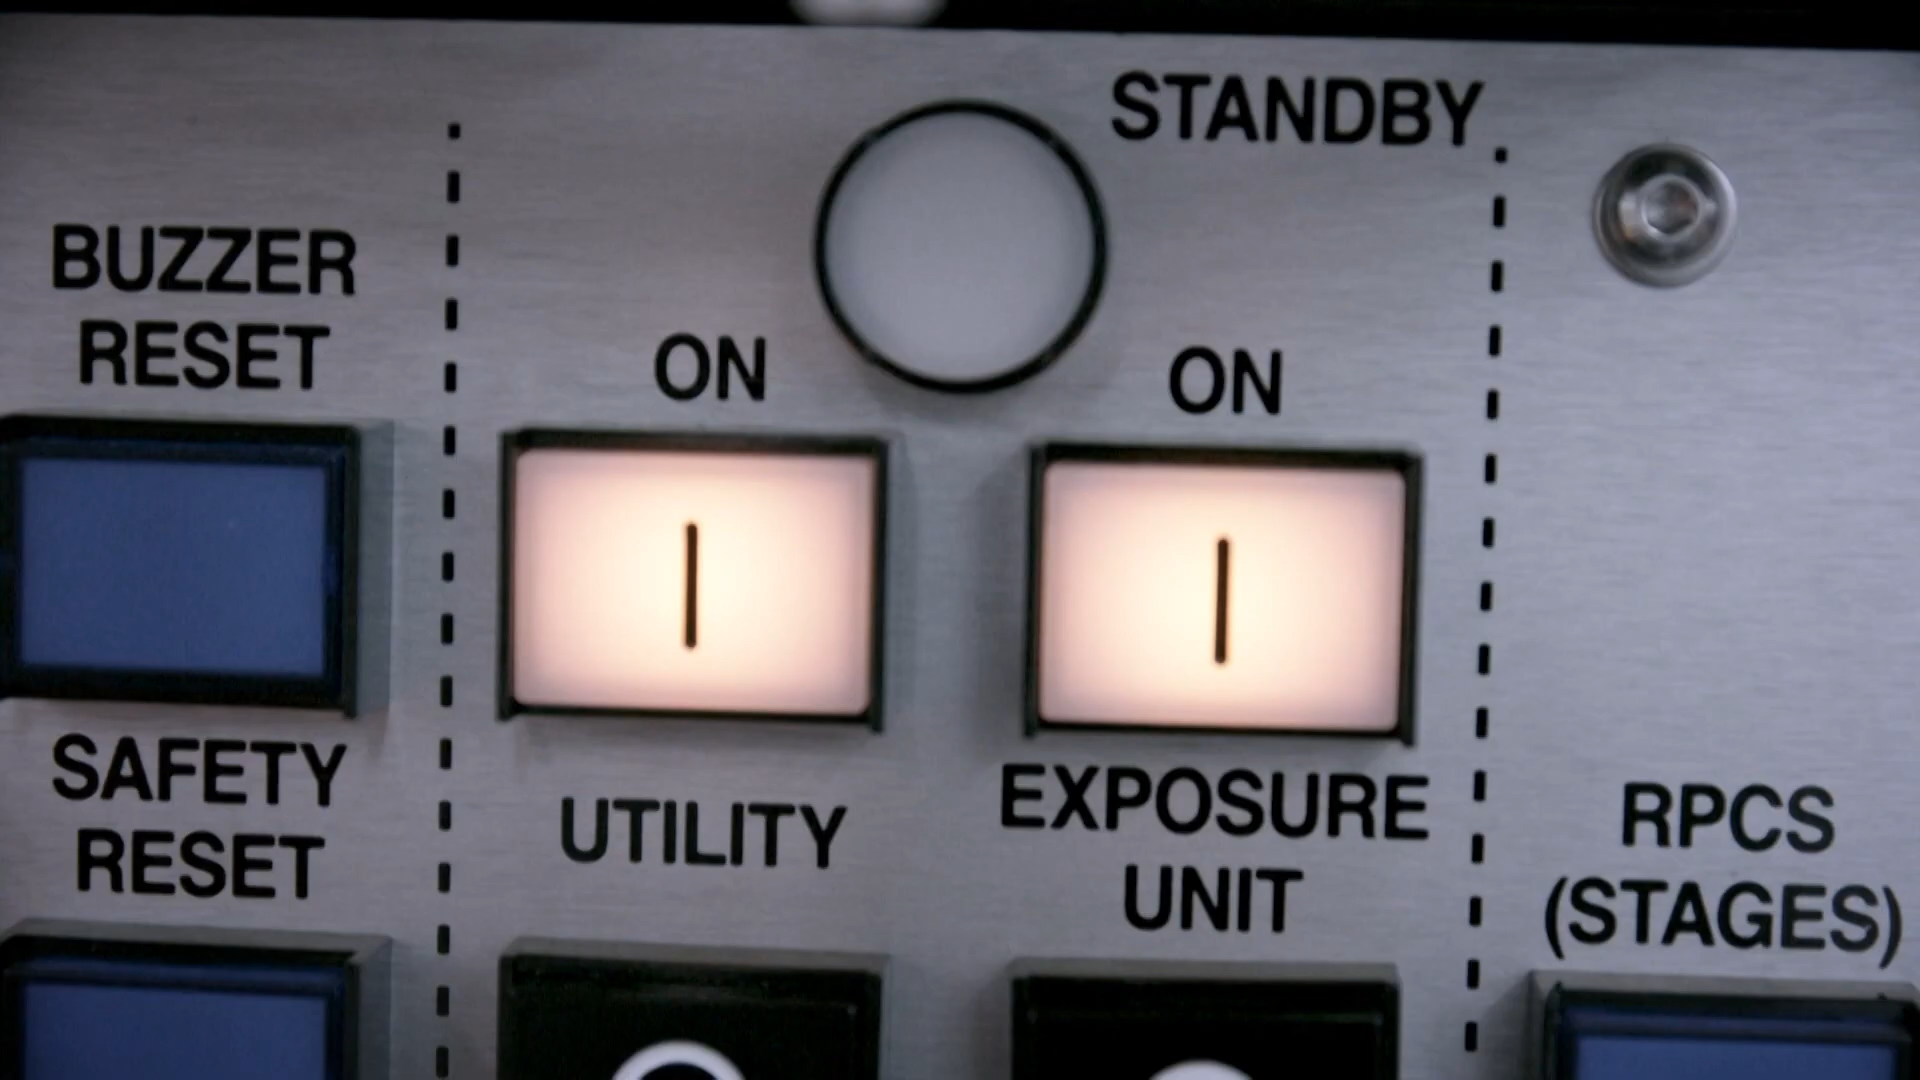 STANDBY
BUZZER
RESET
ON
ON
I
I
SAFETY
RESET
UTILITY
EXPOSURE
UNIT
RPCS
(STAGES)